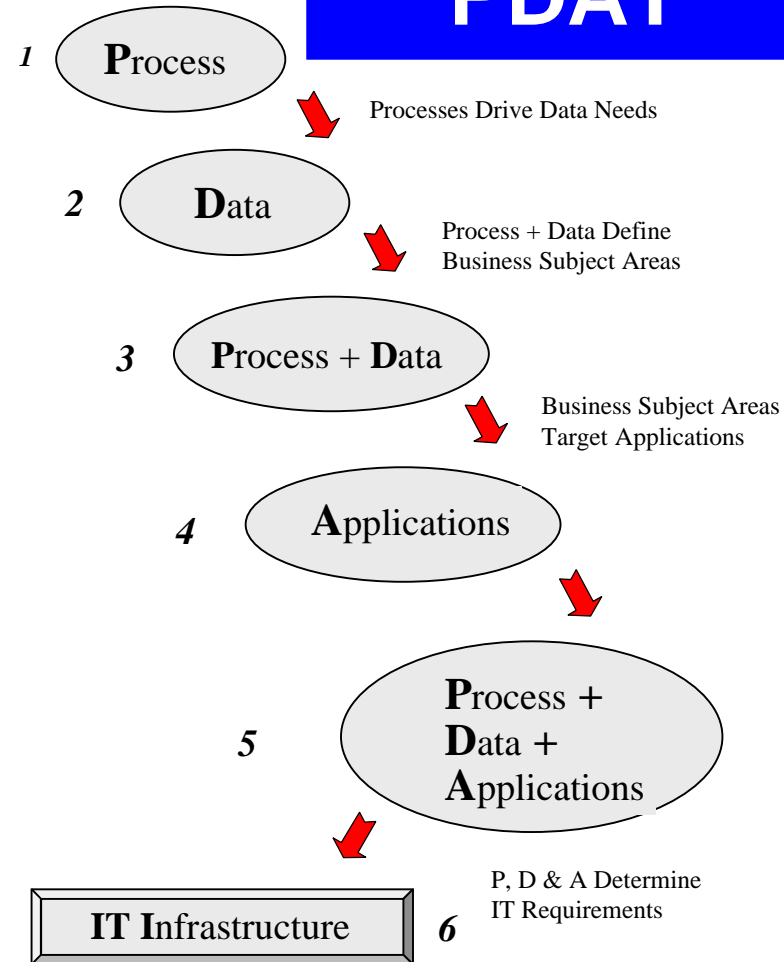 PDAT
1
Process
Processes Drive Data Needs
2
Data
Process + Data Define
Business Subject Areas
3
Process + Data
Business Subject Areas
Target Applications
4
Applications
5
Process +
Data +
Applications
P, D & A Determine
IT Requirements
IT Infrastructure
6